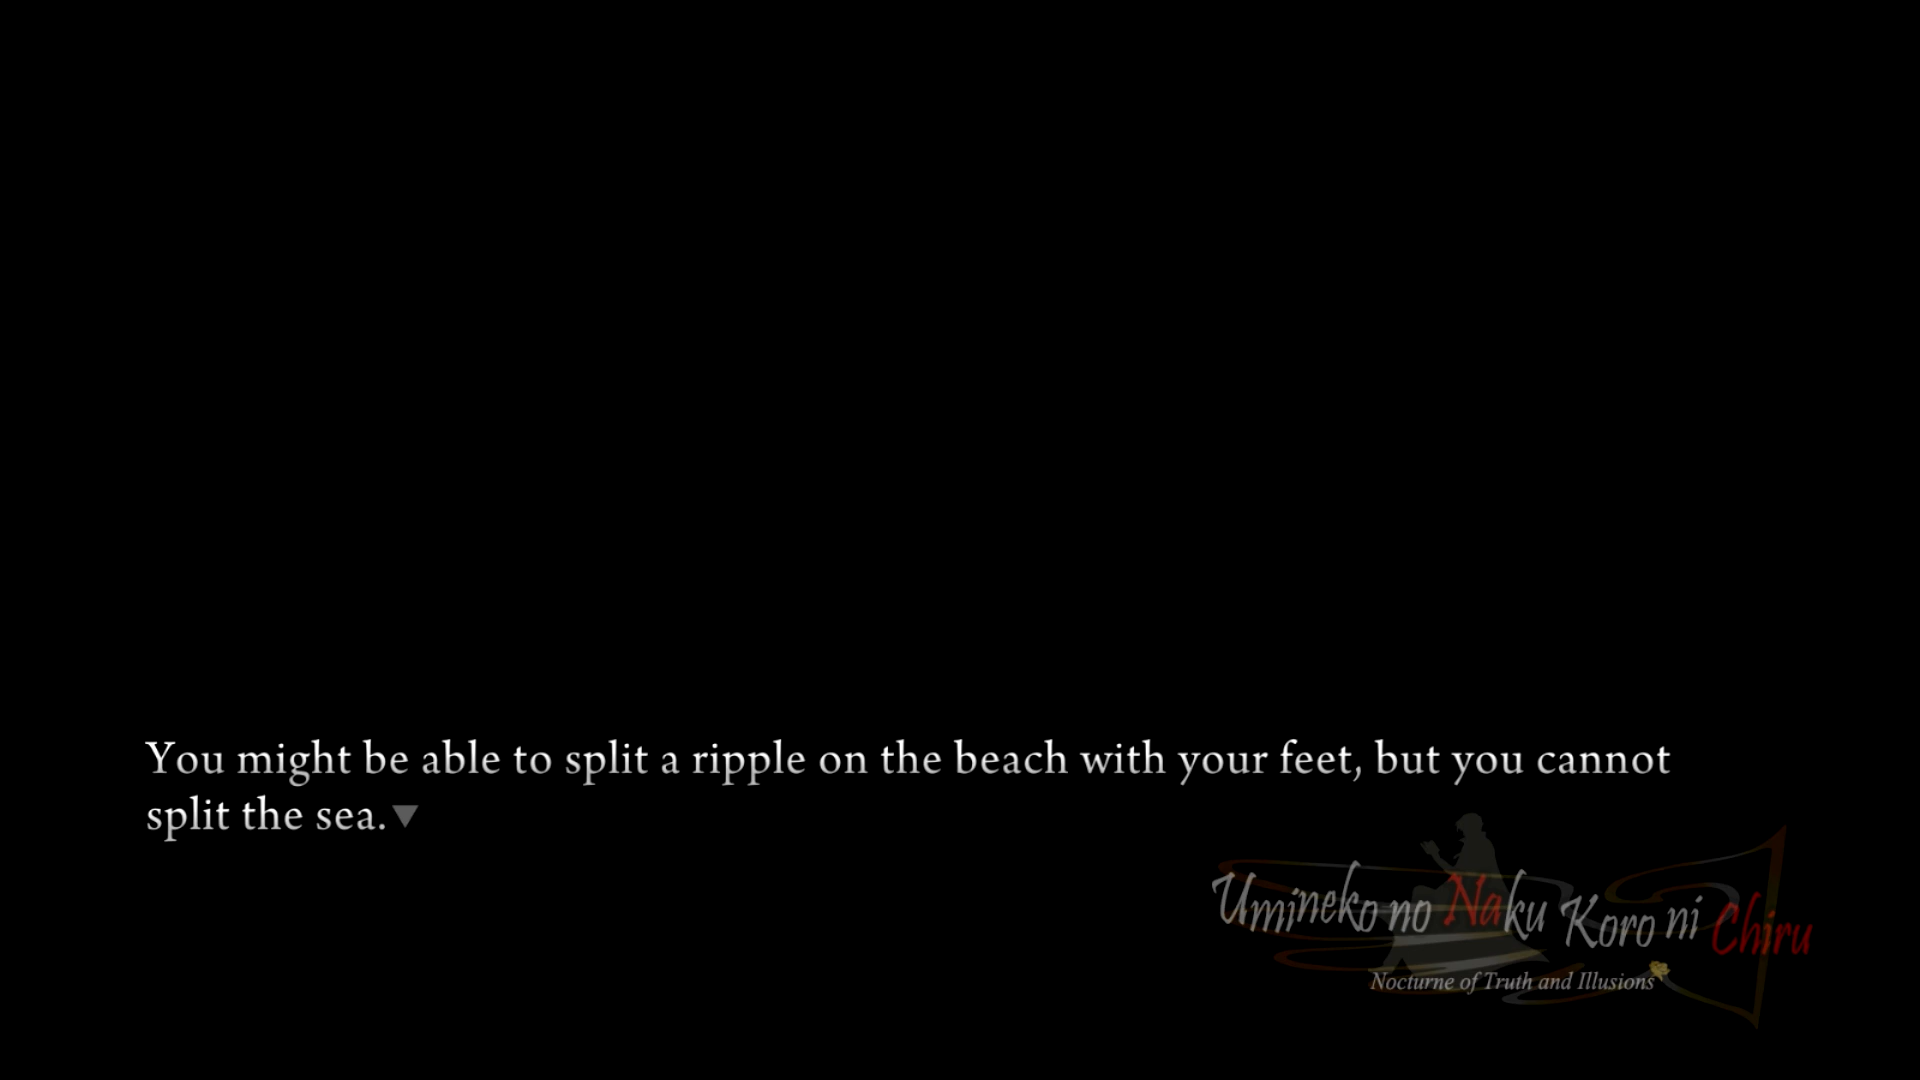 You might be able to split a ripple on the beach with your feet, but you cannot
split the sea.
Umineko no Naku Koro ni Chiru
Nocturne of Truth and Illusions